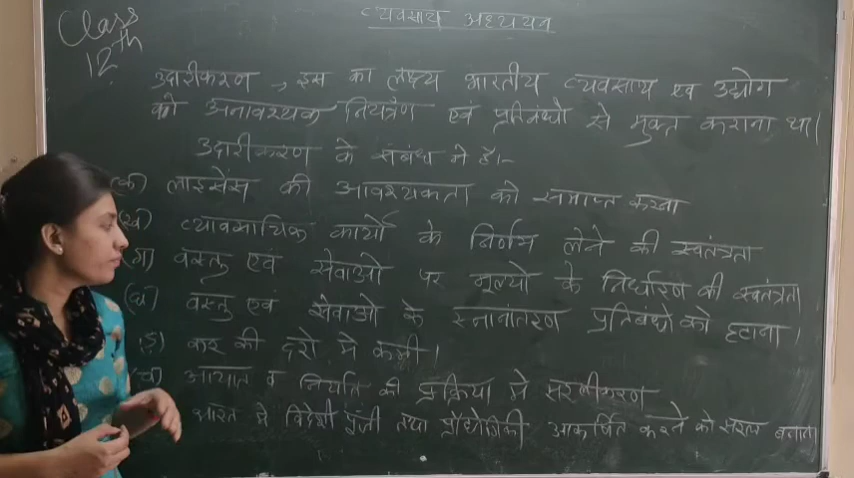 Class
12th
व्यवसाय अध्ययन
उदारीकरण , इस का लक्ष्य भारतीय व्यवसाय एव उद्योग
को अनावश्यक नियत्रंण एवं प्रतिबंधो से मुक्त कराना था।
उदारीकरण के संबंध मे है।-
(क) लाइसेंस की आवश्यकता को समाप्त करना
(ख) व्यावसायिक कार्यो के निर्णय लेने की स्वतंत्रता
(ग) वस्तु एवं सेवाओ पर मूल्यो के निर्धारण की स्वतंत्रता
(घ) वस्तु एवं सेवाओ के स्नानांतरण प्रतिबंधो को हटाना।
ड़) कर की दरो मे कमी।
(च) आयात व निर्यात की प्रक्रिया मे सरलीकरण
भारत मे विदेशी पूंजी तथा प्रौद्योगिकी आकर्षित करने को सरल बनाना